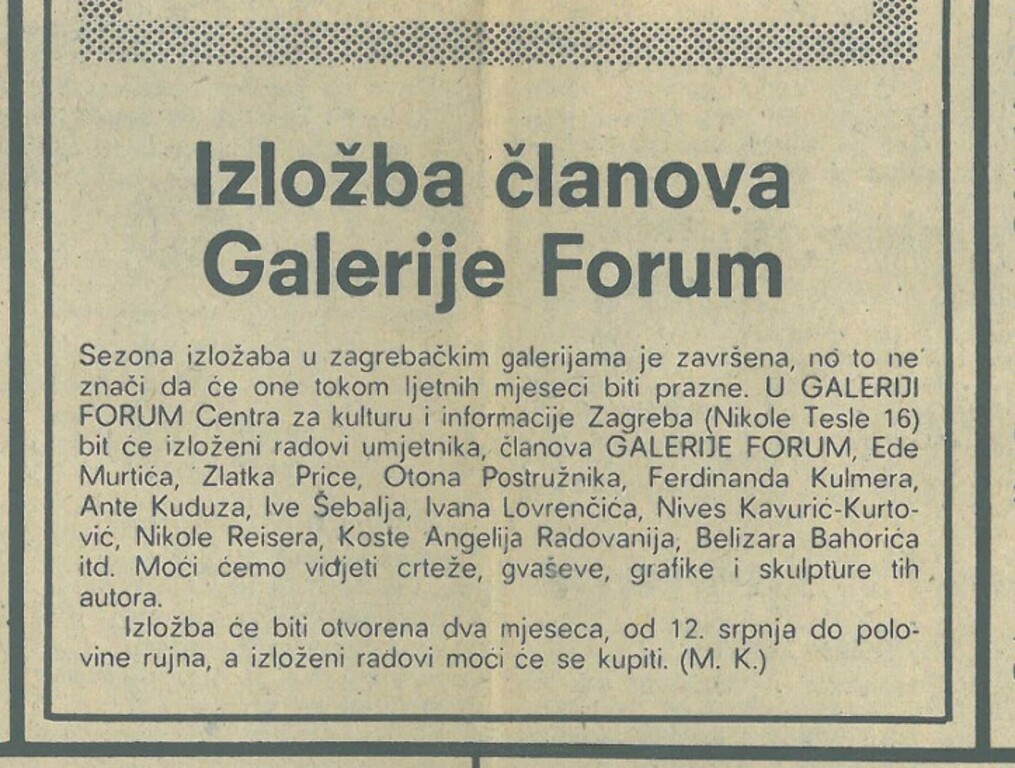 Izložba članova
Galerije Forum
Sezona izložaba u zagrebačkim galerijama je završena, no to ne
znači da će one tokom ljetnih mjeseci biti prazne. U GALERIJI
FORUM Centra za kulturu i informacije Zagreba (Nikole Tesle 16)
bit će izloženi radovi umjetnika, članova GALERIJE FORUM, Ede
Murtića, Zlatka Price, Otona Postružnika, Ferdinanda Kulmera,
Ante Kuduza, Ive Šebalja, Ivana Lovrenčića, Nives Kavurić-Kurto-
vić, Nikole Reisera, Koste Angelija Radovanija, Belizara Bahorića
itd. Moći ćemo vidjeti crteže, gvaševe, grafike i skulpture tih
autora.
Izložba će biti otvorena dva mjeseca, od 12. srpnja do polo-
vine rujna, a izloženi radovi moći će se kupiti. (M. K.)